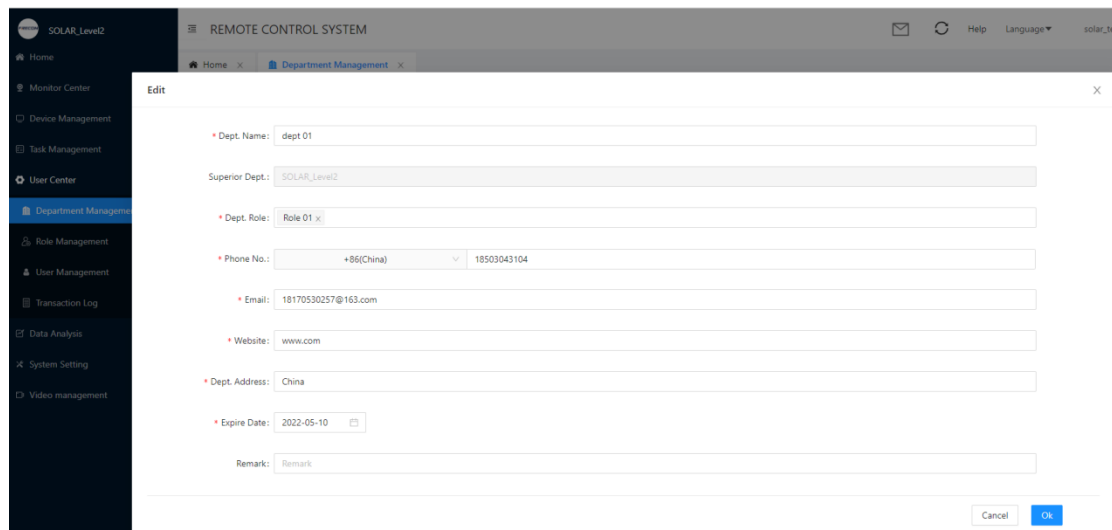 SOLAR_Level2
REMOTE CONTROL SYSTEM
Help
Language
Home
Home
Department Management
Monitor Center
Device Management
Task Management
User Center
Department Manageme
Role Management
User Management
Transaction Log
Data Analysis
System Setting
Video management
Edit
* Dept. Name: dept 01
Superior Dept.: SOLAR_Level2
* Dept. Role: Role 01 ×
* Phone No.: +86(China) 18503043104
* Email: 18170530257@163.com
* Website: www.com
* Dept. Address: China
* Expire Date: 2022-05-10
Remark: Remark
Cancel
Ok